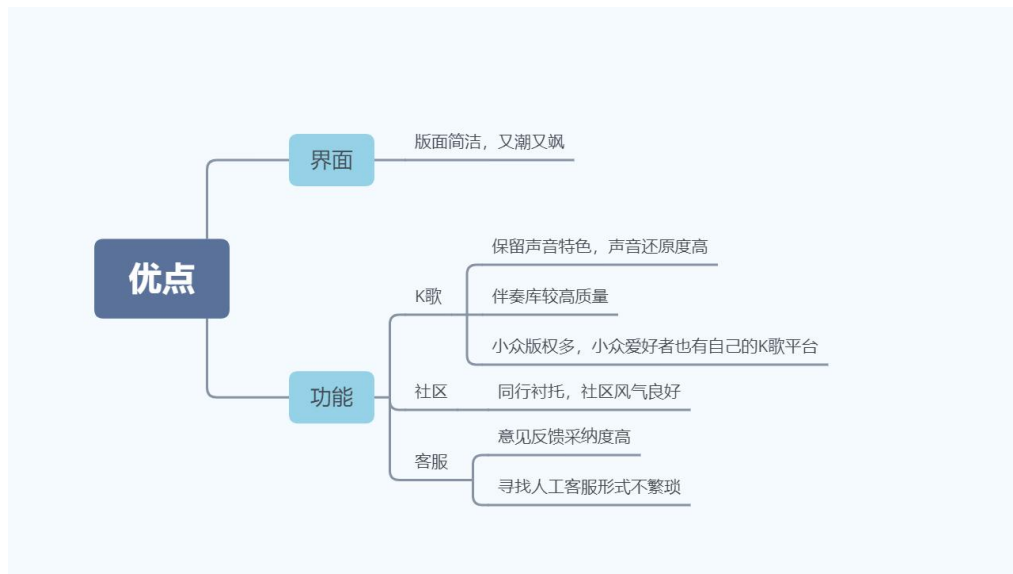 优点
界面
版面简洁，又潮又飒
功能
K歌
保留声音特色，声音还原度高
伴奏库较高质量
小众版权多，小众爱好者也有自己的K歌平台
社区
同行衬托，社区风气良好
客服
意见反馈采纳度高
寻找人工客服形式不繁琐